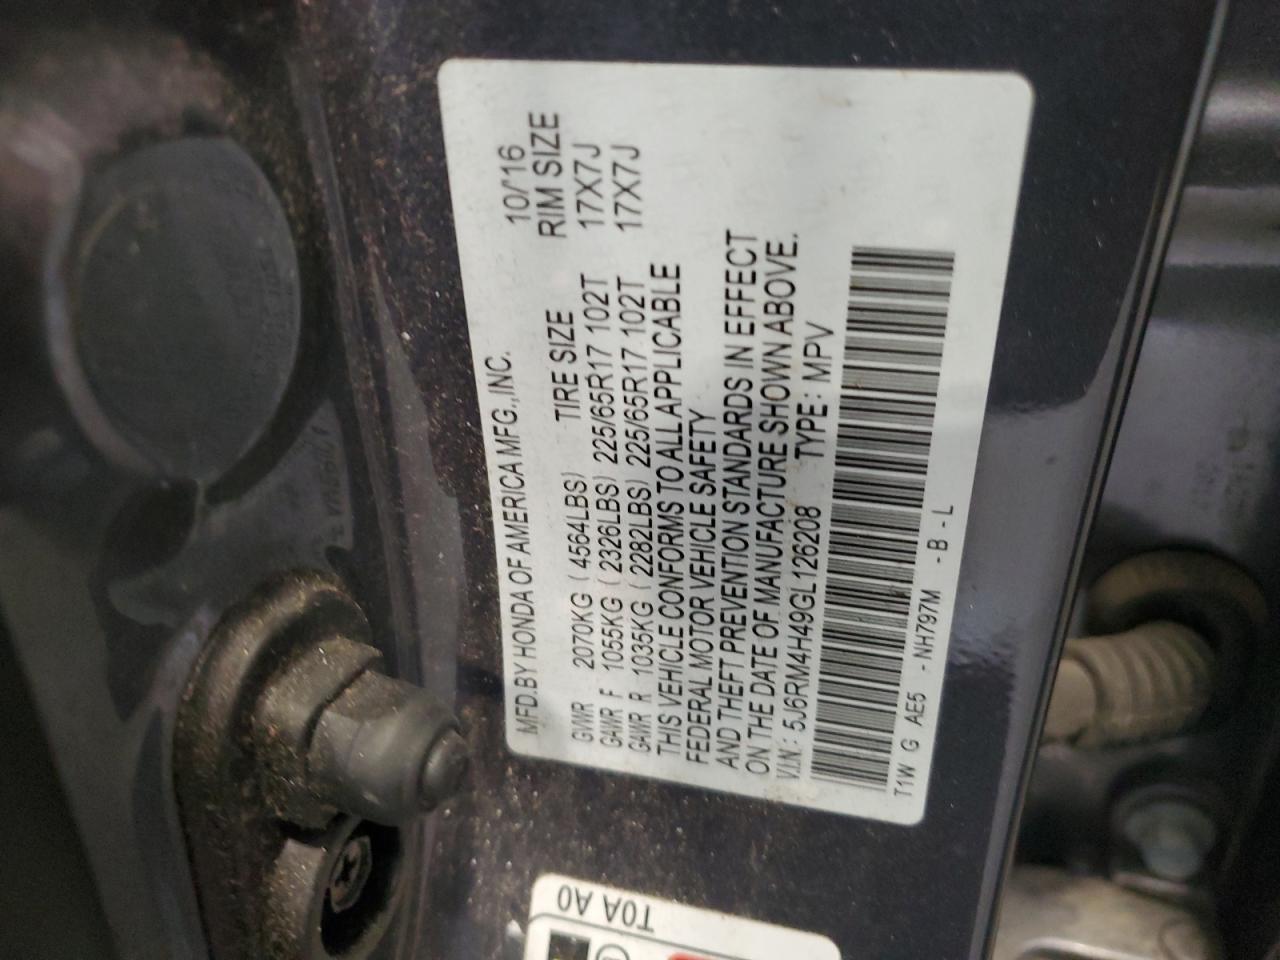 MFD.BY HONDA OF AMERICA MFG.,INC. 10/'16
GVWR 2070KG ( 4564LBS) TIRE SIZE RIM SIZE
GAWR F 1055KG ( 2326LBS) 225/65R17 102T 17X7J
GAWR R 1035KG ( 2282LBS) 225/65R17 102T 17X7J
THIS VEHICLE CONFORMS TO ALL APPLICABLE
FEDERAL MOTOR VEHICLE SAFETY
AND THEFT PREVENTION STANDARDS IN EFFECT
ON THE DATE OF MANUFACTURE SHOWN ABOVE.
V.I.N.: 5J6RM4H49GL126208 TYPE: MPV
T1W G AE5 - NH797M - B - L
T0A A0